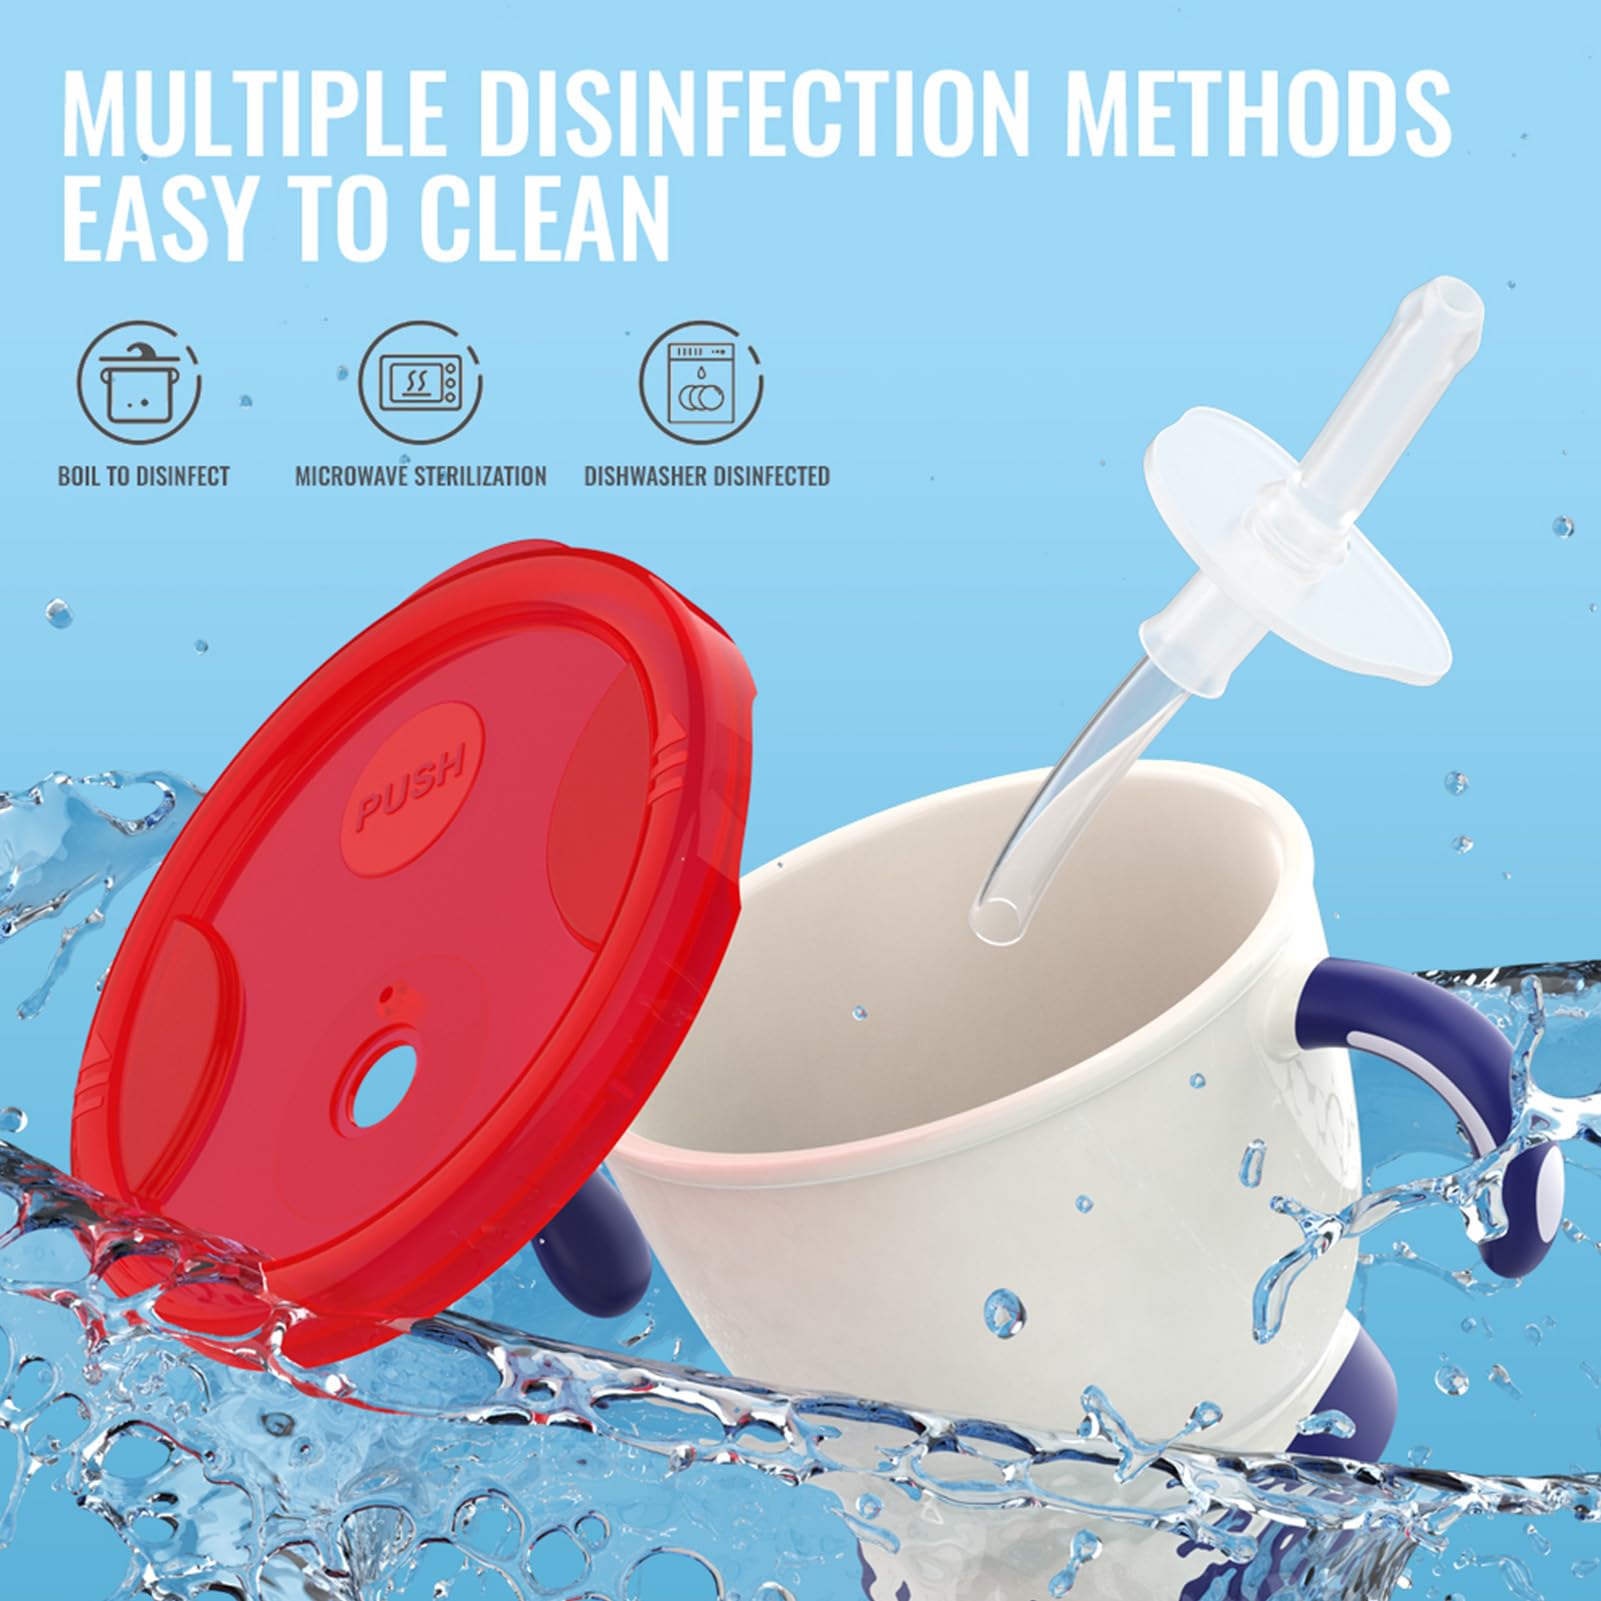 MULTIPLE DISINFECTION METHODS
EASY TO CLEAN
BOIL TO DISINFECT
MICROWAVE STERILIZATION
DISHWASHER DISINFECTED
PUSH